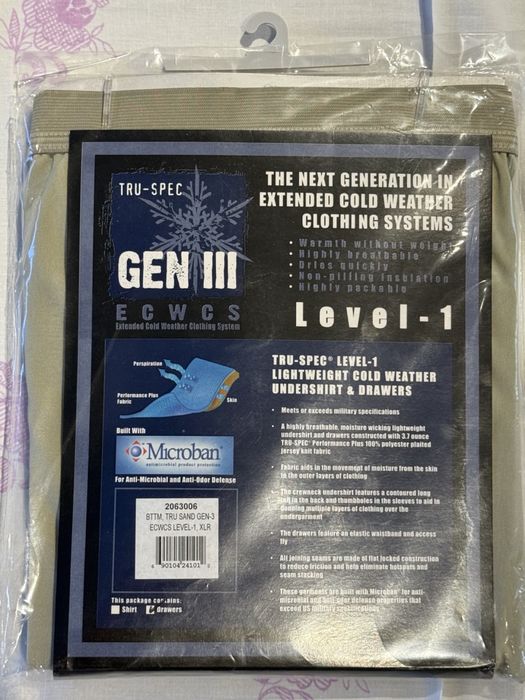 TRU-SPEC
GEN III
ECWCS
Extended Cold Weather Clothing System
THE NEXT GENERATION IN
EXTENDED COLD WEATHER
CLOTHING SYSTEMS
• Warmth without weight
• Highly breathable
• Dries quickly
• Non-pilling insulation
• Highly packable
Level-1
Perspiration
Performance Plus
Fabric
Skin
Built With
Microban®
antimicrobial product protection
For Anti-Microbial and Anti-Odor Defense
2063006
BTTM, TRU SAND GEN-3
ECWCS LEVEL-1, XLR
6 90104 24101 8
This package contains:
Shirt
drawers
TRU-SPEC® LEVEL-1
LIGHTWEIGHT COLD WEATHER
UNDERSHIRT & DRAWERS
• Meets or exceeds military specifications
• A highly breathable, moisture wicking lightweight
undershirt and drawers constructed with 3.7 ounce
TRU-SPEC® Performance Plus 100% polyester plaited
jersey knit fabric
• Fabric aids in the movement of moisture from the skin
to the outer layers of clothing
• The crewneck undershirt features a contoured long
tail in the back and thumbholes in the sleeves to aid in
donning multiple layers of clothing over the
undergarment
• The drawers feature an elastic waistband and access
fly
• All joining seams are made of flat locked construction
to reduce friction and help eliminate hotspots and
seam stacking
• These garments are built with Microban® for anti-
microbial and anti-odor defense properties that
exceed US military specifications